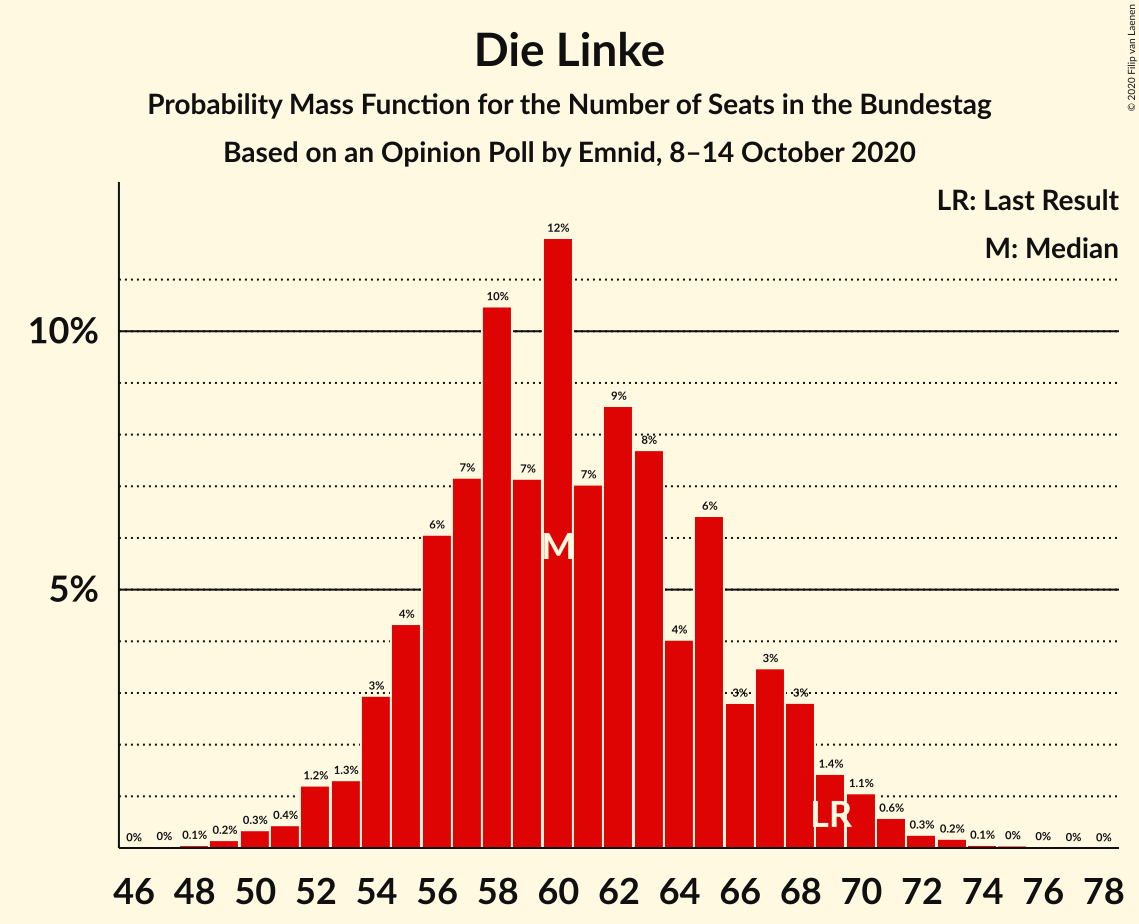 © 2020 Filip van Laenen
Die Linke
Probability Mass Function for the Number of Seats in the Bundestag
Based on an Opinion Poll by Emnid, 8–14 October 2020
LR: Last Result
M: Median
10%
5%
0% 0% 0.1% 0.2% 0.3% 0.4% 1.2% 1.3% 3% 4% 6% 7% 10% 7% 12% 7% 9% 8% 4% 6% 3% 3% 3% 1.4% 1.1% 0.6% 0.3% 0.2% 0.1% 0% 0% 0% 0%
M
LR
46 48 50 52 54 56 58 60 62 64 66 68 70 72 74 76 78